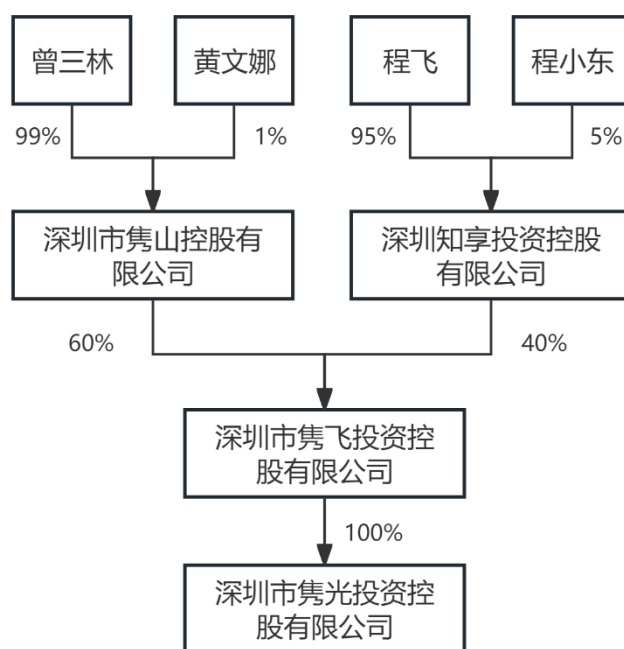 曾三林
黄文娜
程飞
程小东
99%
1%
95%
5%
深圳市隽山控股有
限公司
深圳知享投资控股
有限公司
60%
40%
深圳市隽飞投资控
股有限公司
100%
深圳市隽光投资控
股有限公司